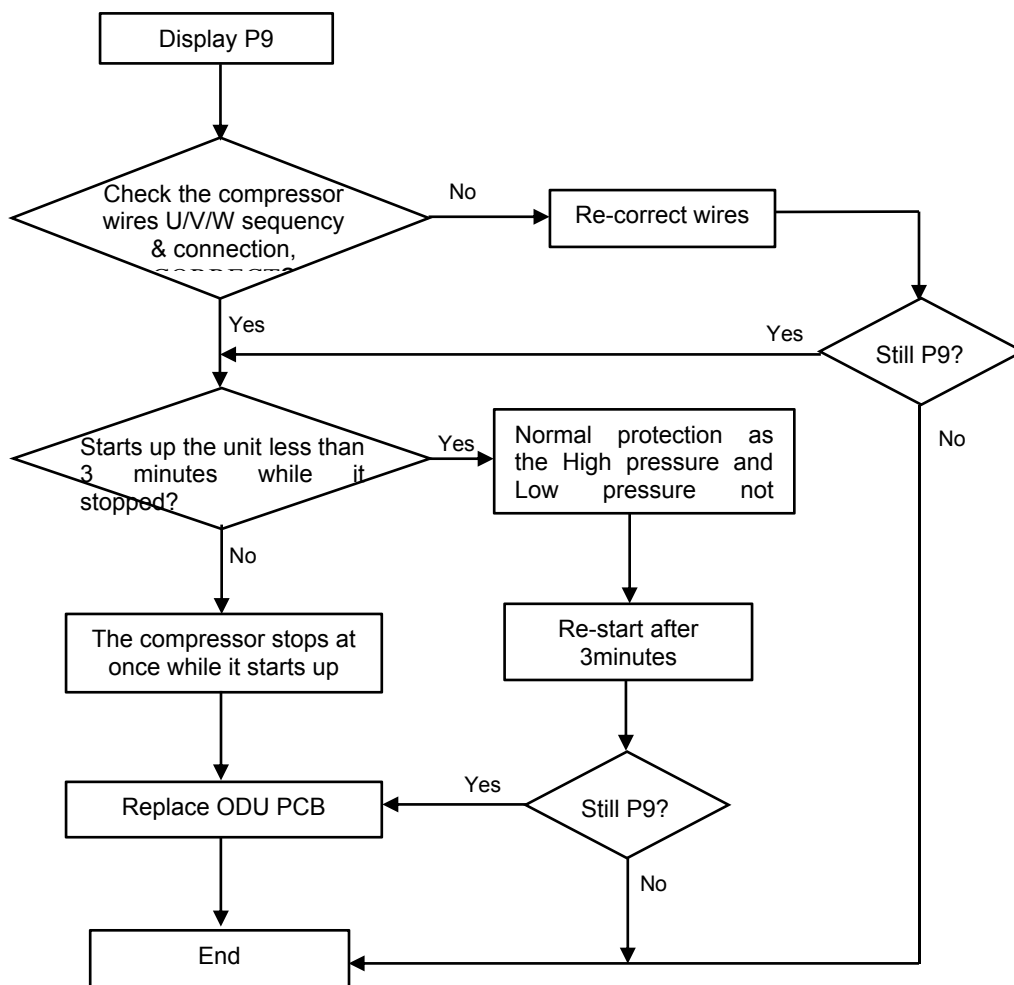 Display P9
Check the compressor
wires U/V/W sequency
& connection,
No
Re-correct wires
Yes
Yes
Still P9?
No
Starts up the unit less than
3 minutes while it
stopped?
Yes
Normal protection as
the High pressure and
Low pressure not
No
The compressor stops at
once while it starts up
Re-start after
3minutes
Replace ODU PCB
Yes
Still P9?
No
End